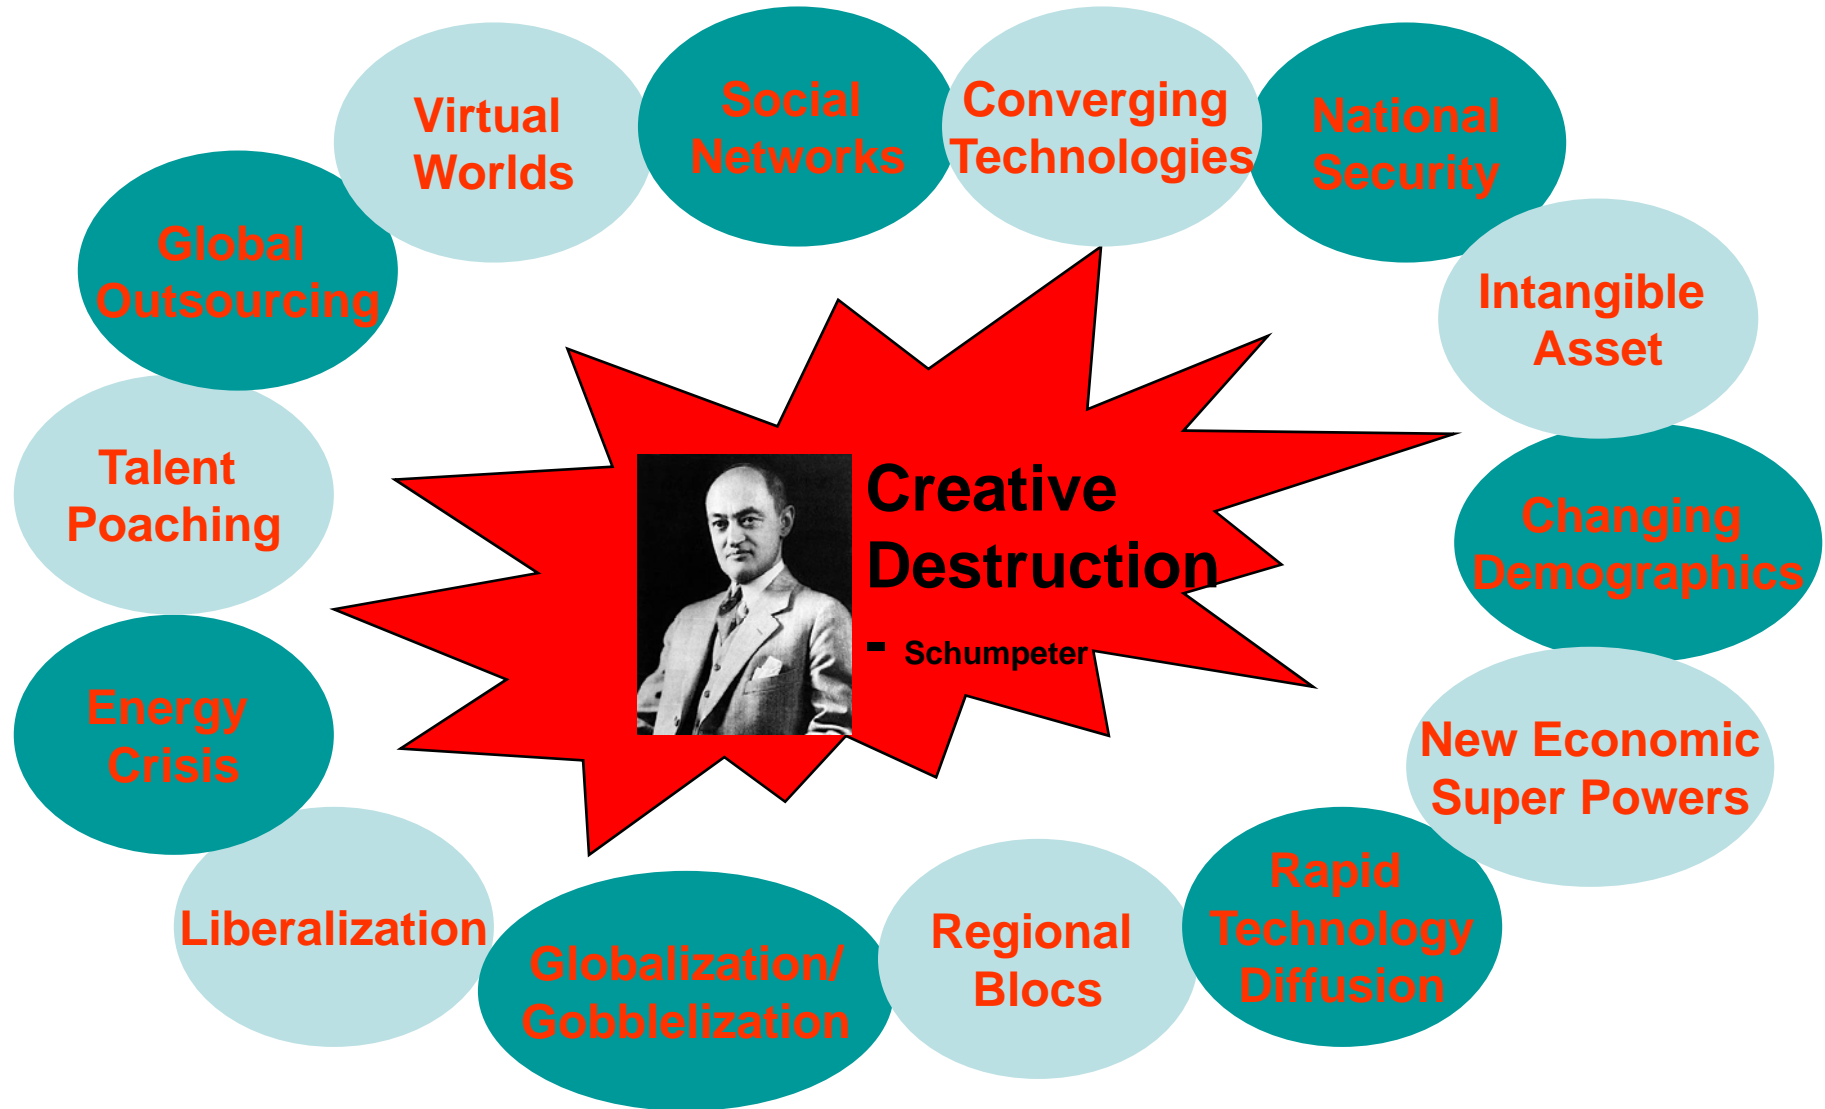 Virtual
Worlds
Social
Networks
Converging
Technologies
National
Security
Global
Outsourcing
Intangible
Asset
Talent
Poaching
Creative
Destruction
- Schumpeter
Changing
Demographics
Energy
Crisis
New Economic
Super Powers
Liberalization
Globalization/
Gobblelization
Regional
Blocs
Rapid
Technology
Diffusion